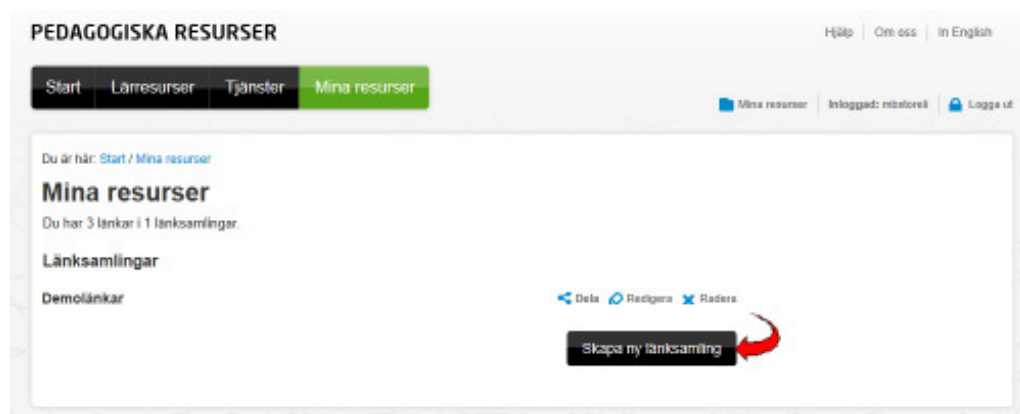 PEDAGOGISKA RESURSER
Hjälp Om oss In English
Start Lärresurser Tjänster Mina resurser
Mina resurser Inloggad: mbstoreli Logga ut
Du är här: Start / Mina resurser
Mina resurser
Du har 3 länkar i 1 länksamlingar.
Länksamlingar
Demolänkar
Dela Redigera Radera
Skapa ny länksamling